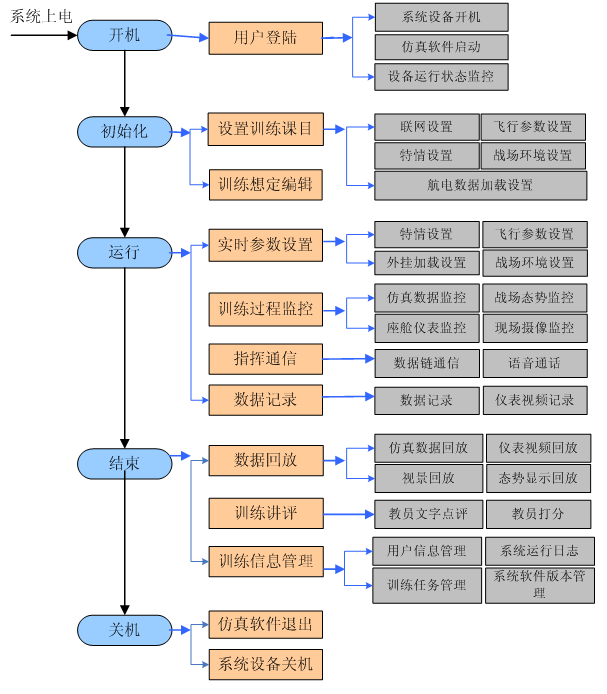 系统上电
开机
用户登陆
系统设备开机
仿真软件启动
设备运行状态监控
初始化
设置训练课目
联网设置
飞行参数设置
特情设置
战场环境设置
训练想定编辑
航电数据加载设置
运行
实时参数设置
特情设置
飞行参数设置
外挂加载设置
战场环境设置
训练过程监控
仿真数据监控
战场态势监控
座舱仪表监控
现场摄像监控
指挥通信
数据链通信
语音通话
数据记录
数据记录
仪表视频记录
结束
数据回放
仿真数据回放
仪表视频回放
视景回放
态势显示回放
训练讲评
教员文字点评
教员打分
训练信息管理
用户信息管理
系统运行日志
训练任务管理
系统软件版本管
理
关机
仿真软件退出
系统设备关机